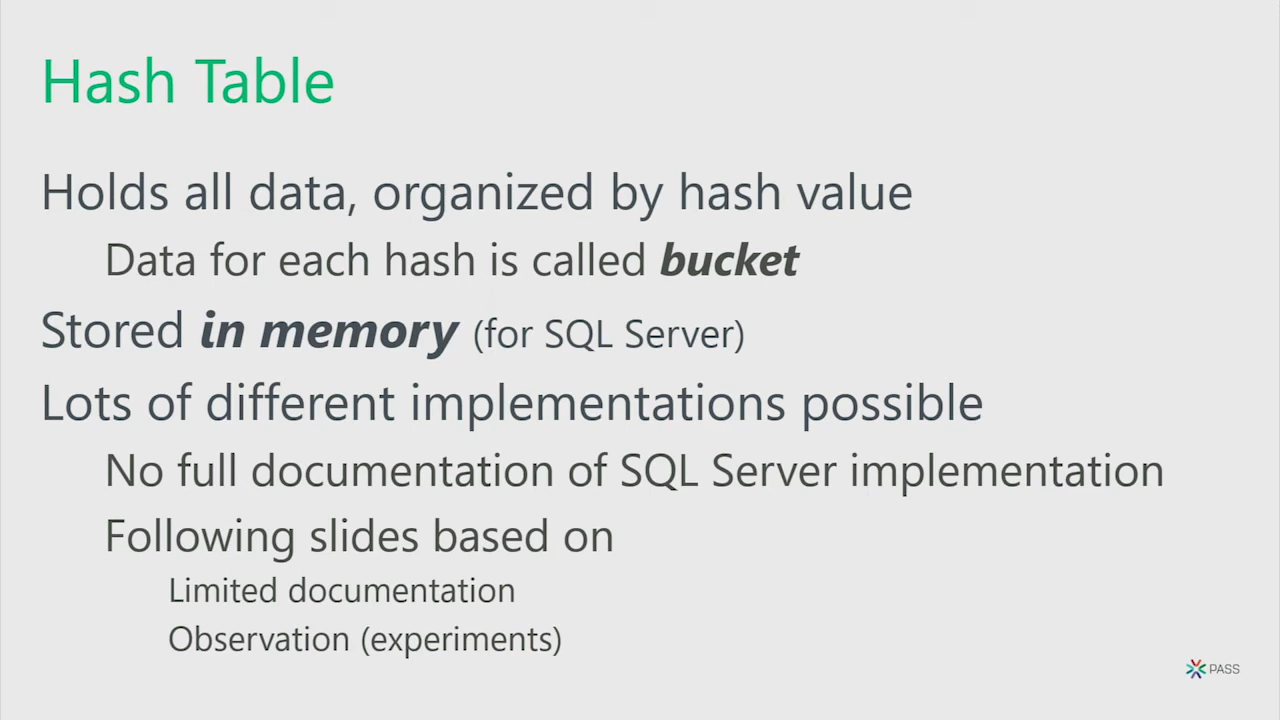 Hash Table
Holds all data, organized by hash value
Data for each hash is called bucket
Stored in memory (for SQL Server)
Lots of different implementations possible
No full documentation of SQL Server implementation
Following slides based on
Limited documentation
Observation (experiments)
PASS